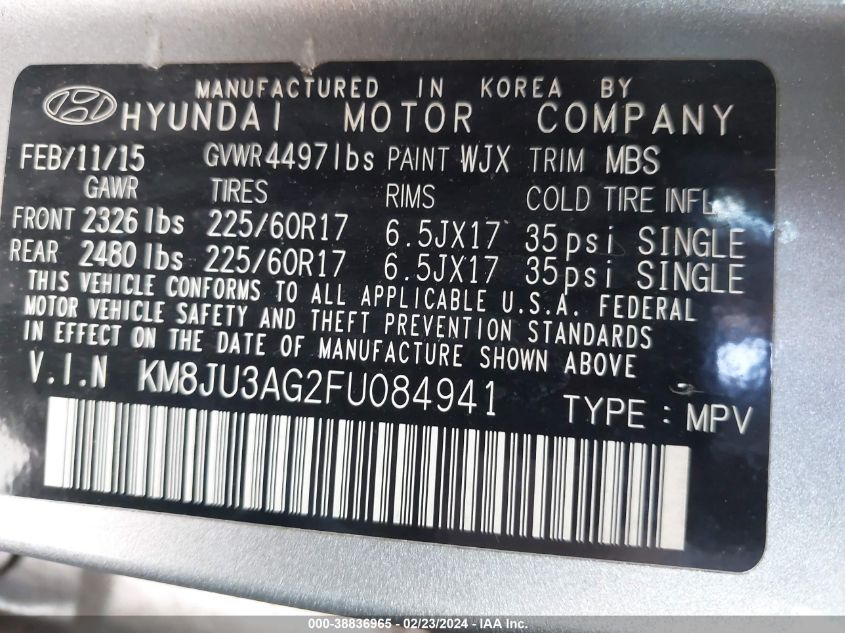 MANUFACTURED IN KOREA BY
HYUNDAI MOTOR COMPANY
FEB/11/15 GVWR 4497lbs PAINT WJX TRIM MBS
GAWR TIRES RIMS COLD TIRE INFL
FRONT 2326 lbs 225/60R17 6.5JX17 35psi SINGLE
REAR 2480 lbs 225/60R17 6.5JX17 35psi SINGLE
THIS VEHICLE CONFORMS TO ALL APPLICABLE U.S.A. FEDERAL
MOTOR VEHICLE SAFETY AND THEFT PREVENTION STANDARDS
IN EFFECT ON THE DATE OF MANUFACTURE SHOWN ABOVE
V.I.N KM8JU3AG2FU084941 TYPE : MPV
000-38836965 - 02/23/2024 - IAA Inc.